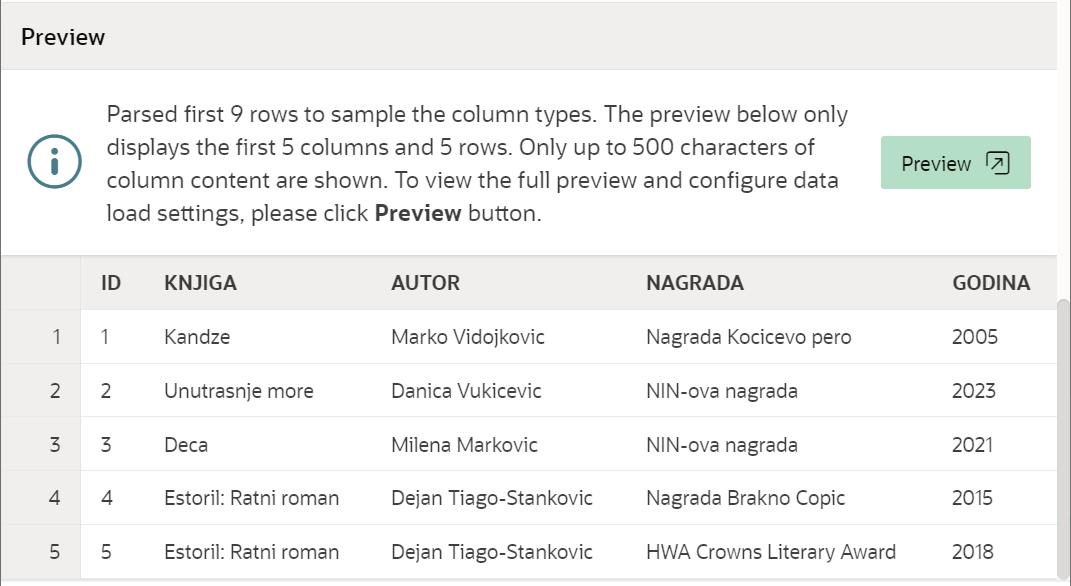 Preview
Parsed first 9 rows to sample the column types. The preview below only
displays the first 5 columns and 5 rows. Only up to 500 characters of
column content are shown. To view the full preview and configure data
load settings, please click Preview button.
Preview
ID KNJIGA AUTOR NAGRADA GODINA
1 1 Kandze Marko Vidojkovic Nagrada Kocicevo pero 2005
2 2 Unutrasnje more Danica Vukicevic NIN-ova nagrada 2023
3 3 Deca Milena Markovic NIN-ova nagrada 2021
4 4 Estoril: Ratni roman Dejan Tiago-Stankovic Nagrada Brakno Copic 2015
5 5 Estoril: Ratni roman Dejan Tiago-Stankovic HWA Crowns Literary Award 2018